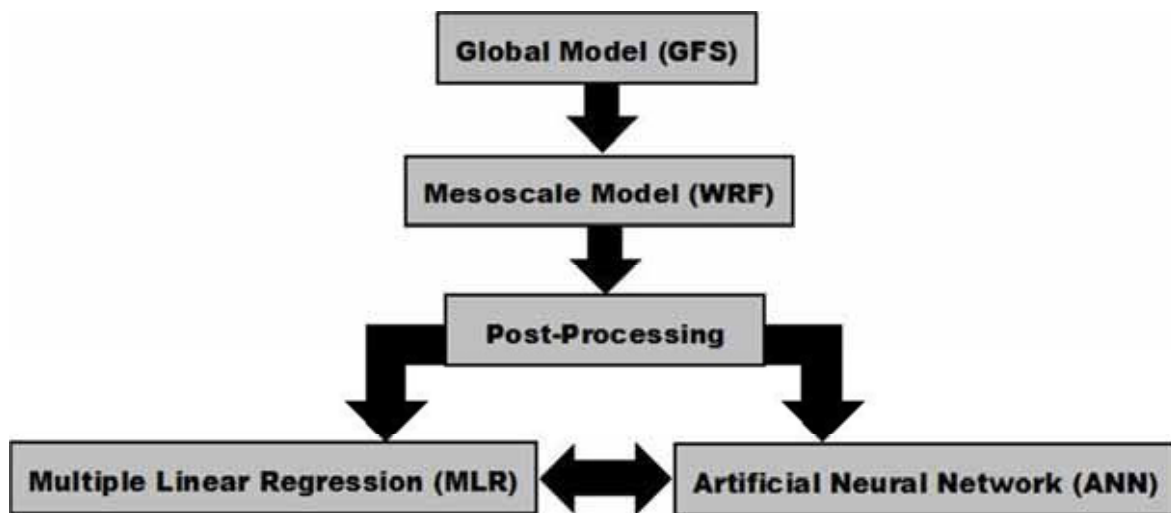 Global Model (GFS)
Mesoscale Model (WRF)
Post-Processing
Multiple Linear Regression (MLR)
Artificial Neural Network (ANN)